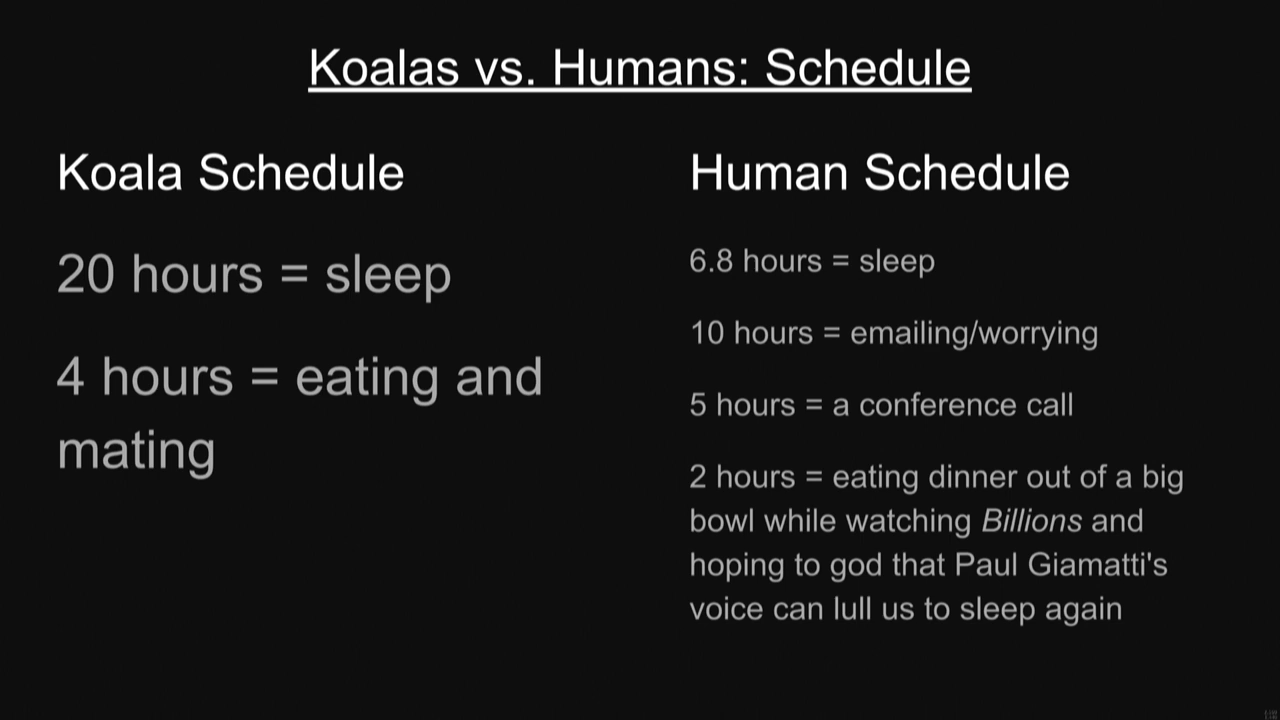 Koalas vs. Humans: Schedule
Koala Schedule
20 hours = sleep
4 hours = eating and
mating
Human Schedule
6.8 hours = sleep
10 hours = emailing/worrying
5 hours = a conference call
2 hours = eating dinner out of a big
bowl while watching Billions and
hoping to god that Paul Giamatti's
voice can lull us to sleep again